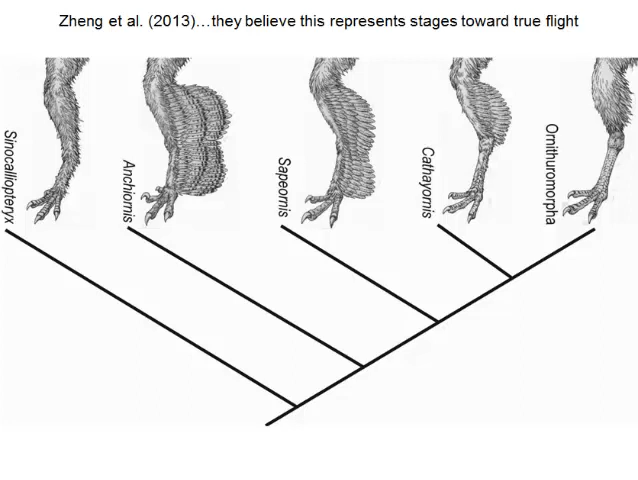 Zheng et al. (2013)…they believe this represents stages toward true flight
Sinocalliopteryx
Anchiornis
Sapeornis
Cathayornis
Ornithuromorpha